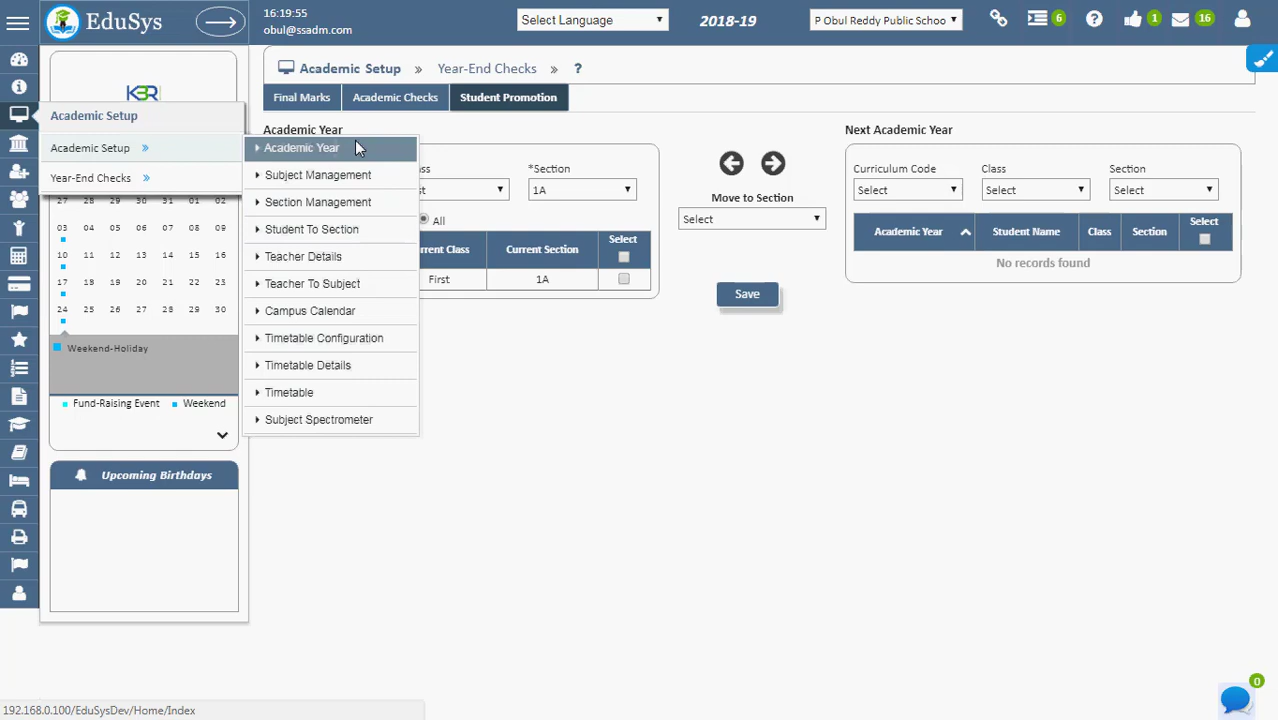 EduSys
16:19:55
obul@ssadm.com
Select Language
2018-19
P Obul Reddy Public Schoo
6
1
16
Academic Setup » Year-End Checks » ?
Final Marks
Academic Checks
Student Promotion
KBR
Academic Setup
Academic Setup »
Year-End Checks »
Academic Year
Subject Management
Section Management
Student To Section
Teacher Details
Teacher To Subject
Campus Calendar
Timetable Configuration
Timetable Details
Timetable
Subject Spectrometer
27 28 29 30 31 01 02
03 04 05 06 07 08 09
10 11 12 13 14 15 16
17 18 19 20 21 22 23
24 25 26 27 28 29 30
Weekend-Holiday
Fund-Raising Event
Weekend
Upcoming Birthdays
Academic Year
*Section
1A
All
Current Section
Select
First
1A
Move to Section
Select
Save
Next Academic Year
Curriculum Code
Class
Section
Select
Select
Select
Academic Year
Student Name
Class
Section
Select
No records found
0
192.168.0.100/EduSysDev/Home/Index